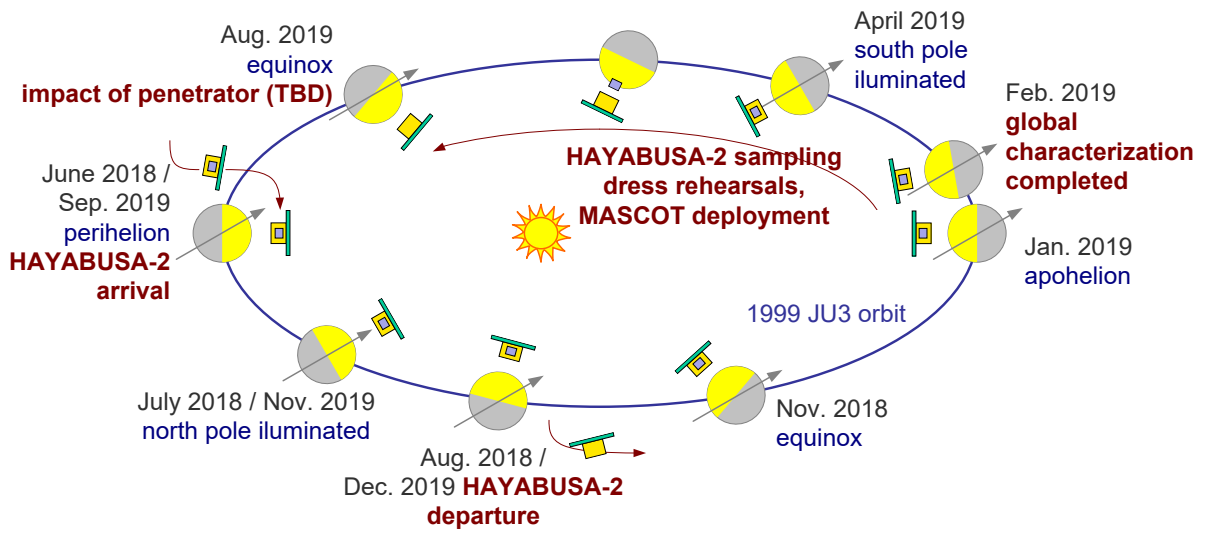 Aug. 2019
equinox
impact of penetrator (TBD)
April 2019
south pole
iluminated
Feb. 2019
global
characterization
completed
HAYABUSA-2 sampling
dress rehearsals,
MASCOT deployment
June 2018 /
Sep. 2019
perihelion
HAYABUSA-2
arrival
Jan. 2019
apohelion
1999 JU3 orbit
July 2018 / Nov. 2019
north pole iluminated
Nov. 2018
equinox
Aug. 2018 /
Dec. 2019 HAYABUSA-2
departure